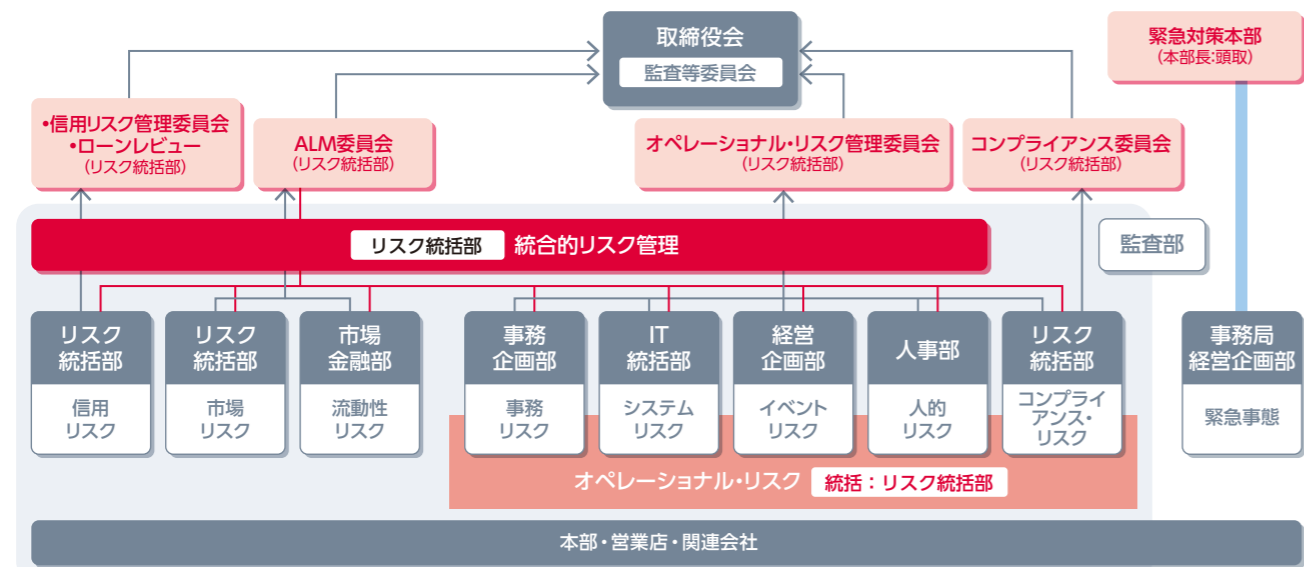 取締役会
監査等委員会
緊急対策本部
(本部長:頭取)
•信用リスク管理委員会
•ローンレビュー
(リスク統括部)
ALM委員会
(リスク統括部)
オペレーショナル・リスク管理委員会
(リスク統括部)
コンプライアンス委員会
(リスク統括部)
リスク統括部 統合的リスク管理
監査部
リスク
統括部
信用
リスク
リスク
統括部
市場
リスク
市場
金融部
流動性
リスク
事務
企画部
事務
リスク
IT
統括部
システム
リスク
経営
企画部
イベント
リスク
人事部
人的
リスク
リスク
統括部
コンプライ
アンス・
リスク
事務局
経営企画部
緊急事態
オペレーショナル・リスク 統括：リスク統括部
本部・営業店・関連会社